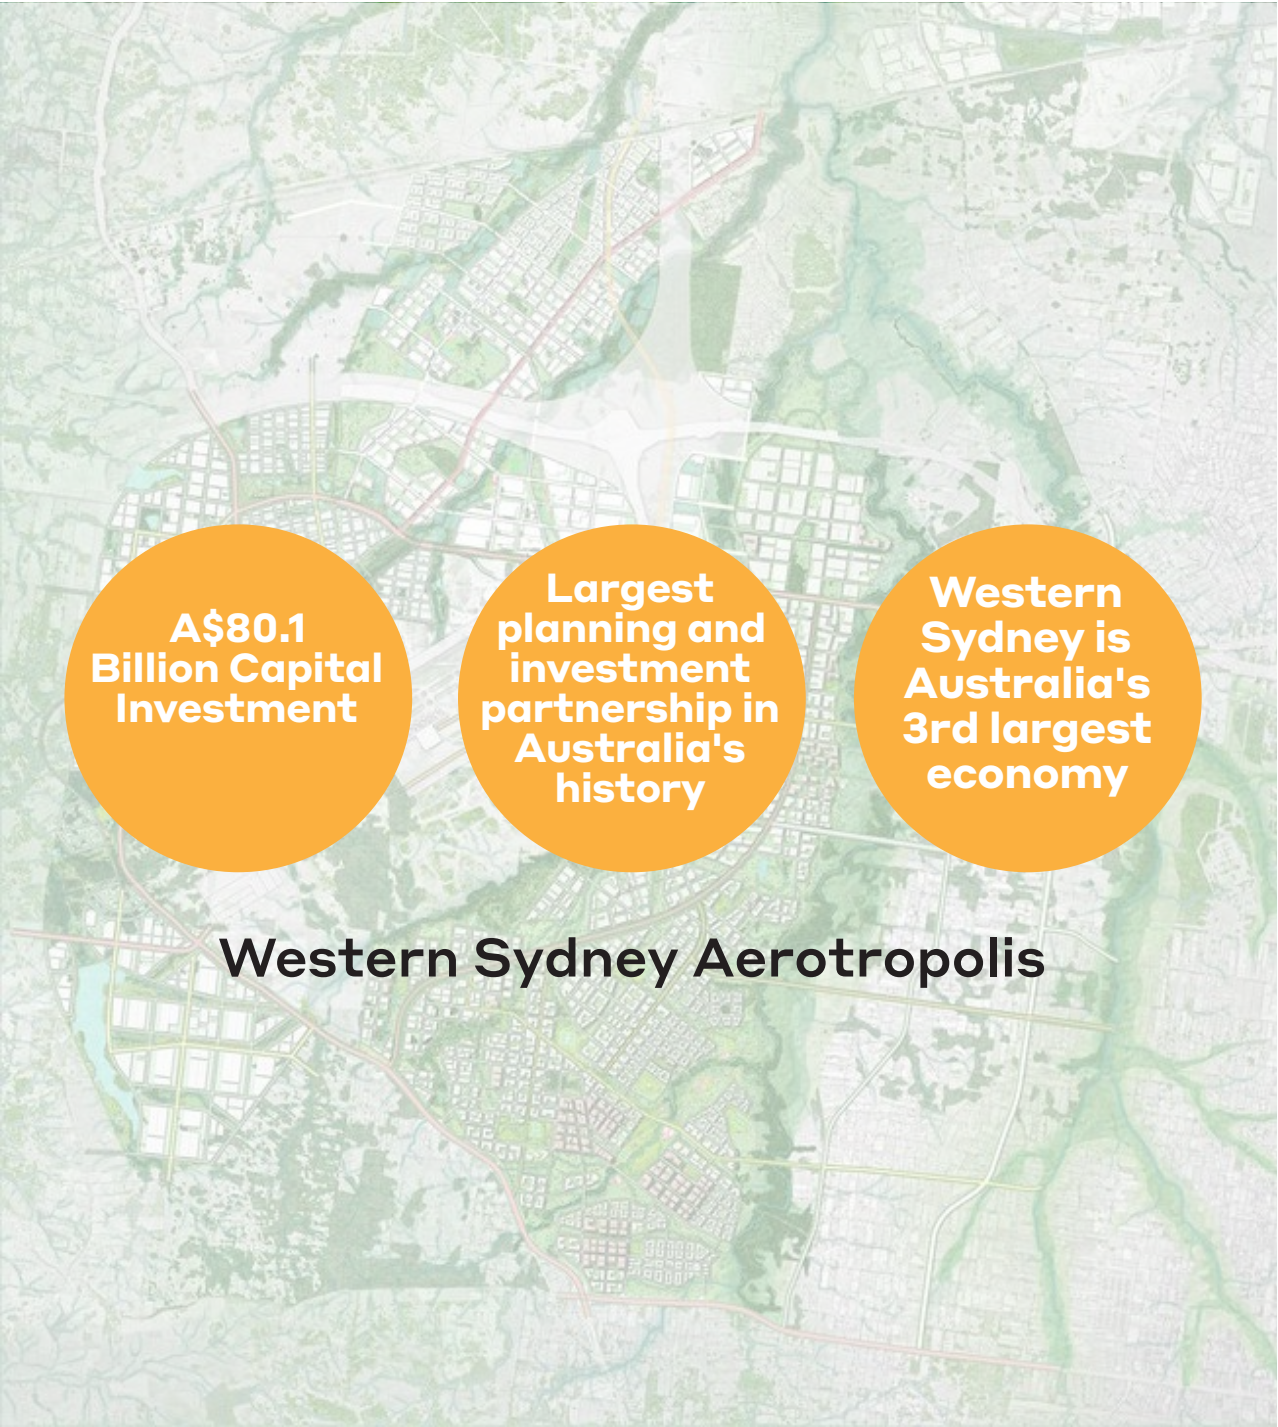 A$80.1
Billion Capital
Investment
Largest
planning and
investment
partnership in
Australia's
history
Western
Sydney is
Australia's
3rd largest
economy
Western Sydney Aerotropolis